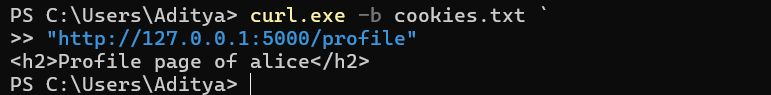 PS C:\Users\Aditya> curl.exe -b cookies.txt `
>> "http://127.0.0.1:5000/profile"
<h2>Profile page of alice</h2>
PS C:\Users\Aditya>